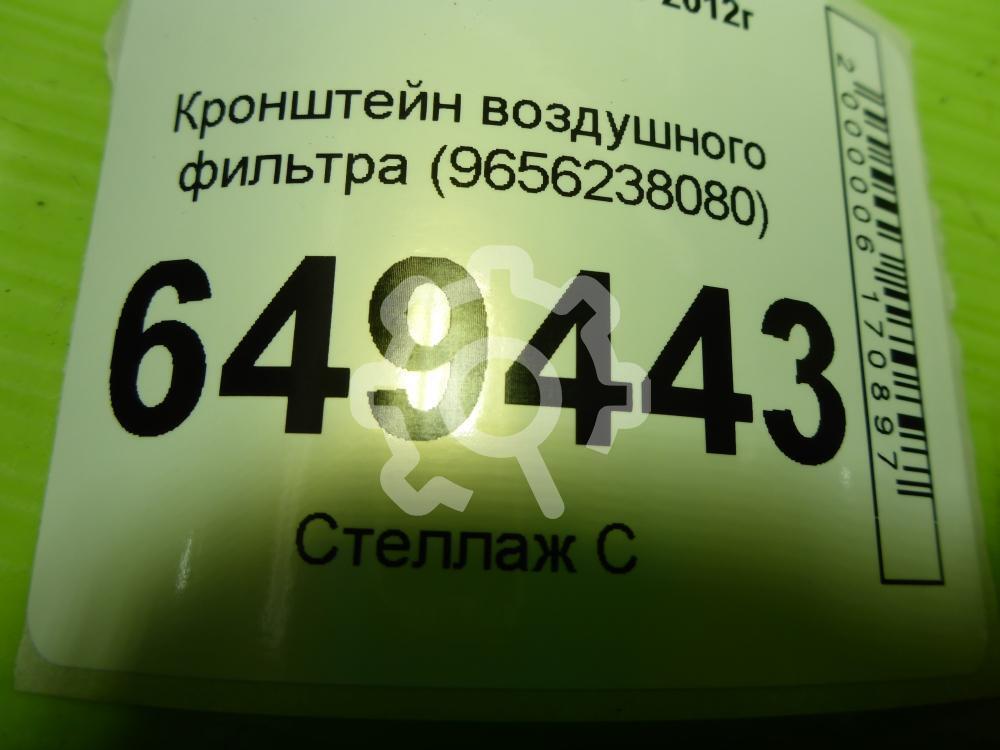 2012г
Кронштейн воздушного
фильтра (9656238080)
649443
Стеллаж С
2000006170897